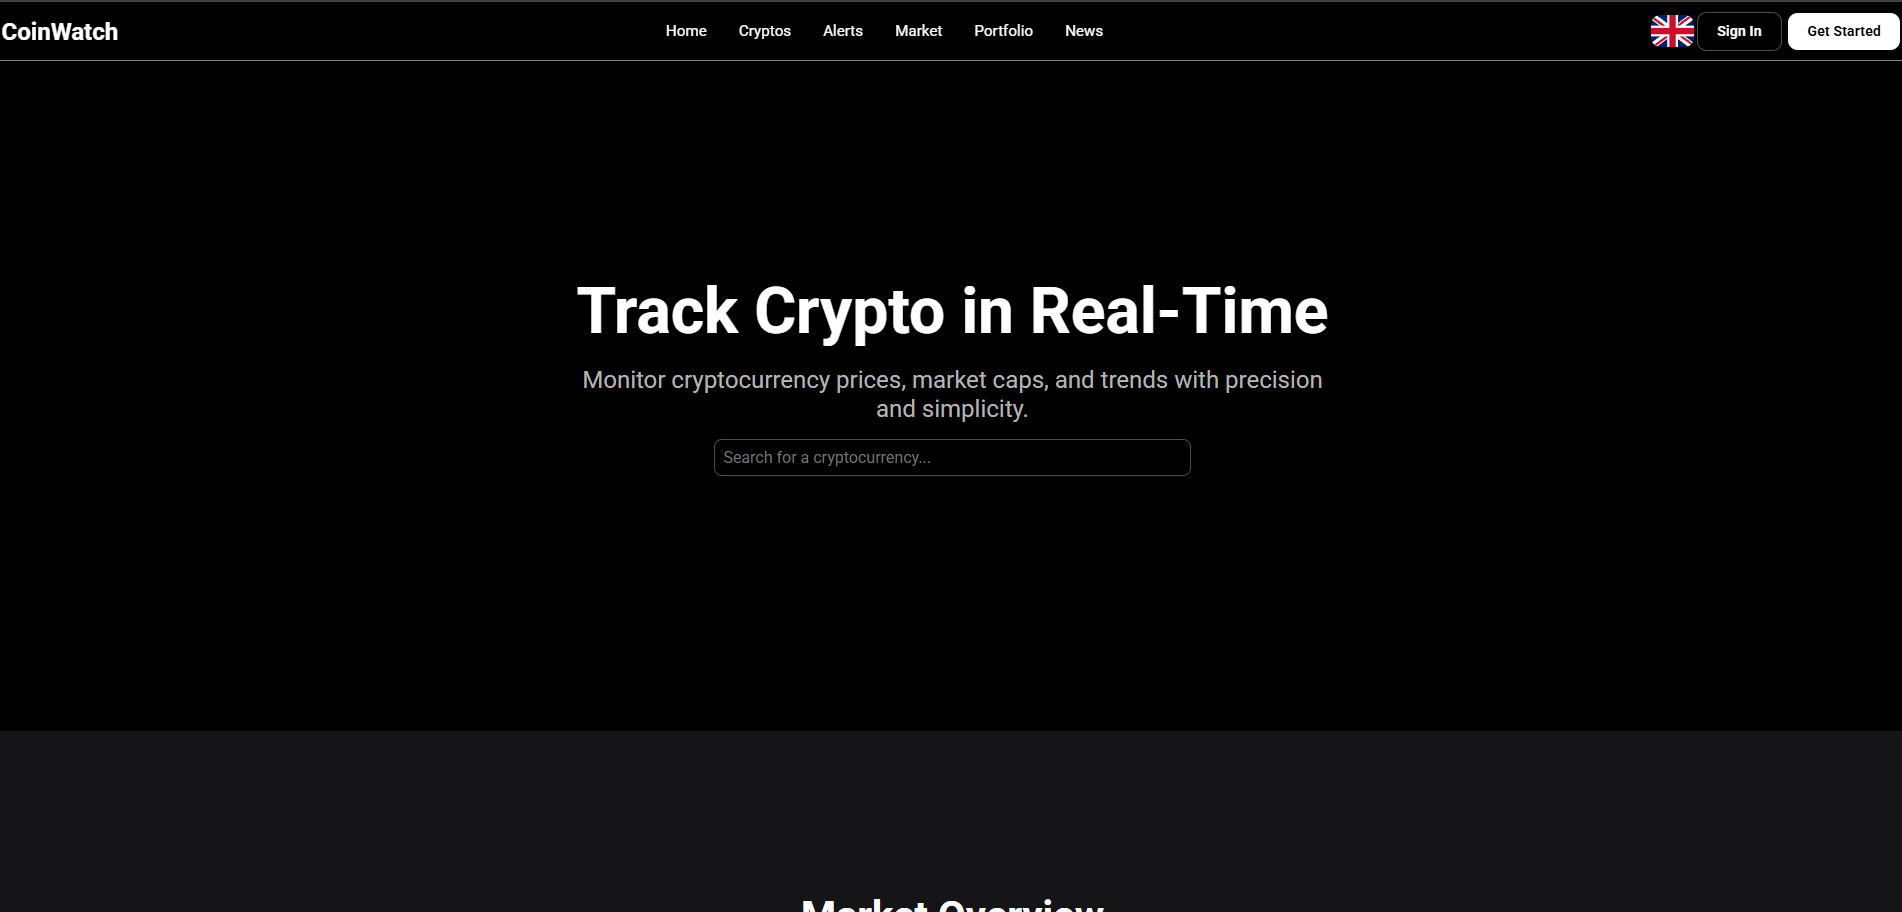 CoinWatch
Home Cryptos Alerts Market Portfolio News
Sign In Get Started
Track Crypto in Real-Time
Monitor cryptocurrency prices, market caps, and trends with precision
and simplicity.
Search for a cryptocurrency...
Market Overview